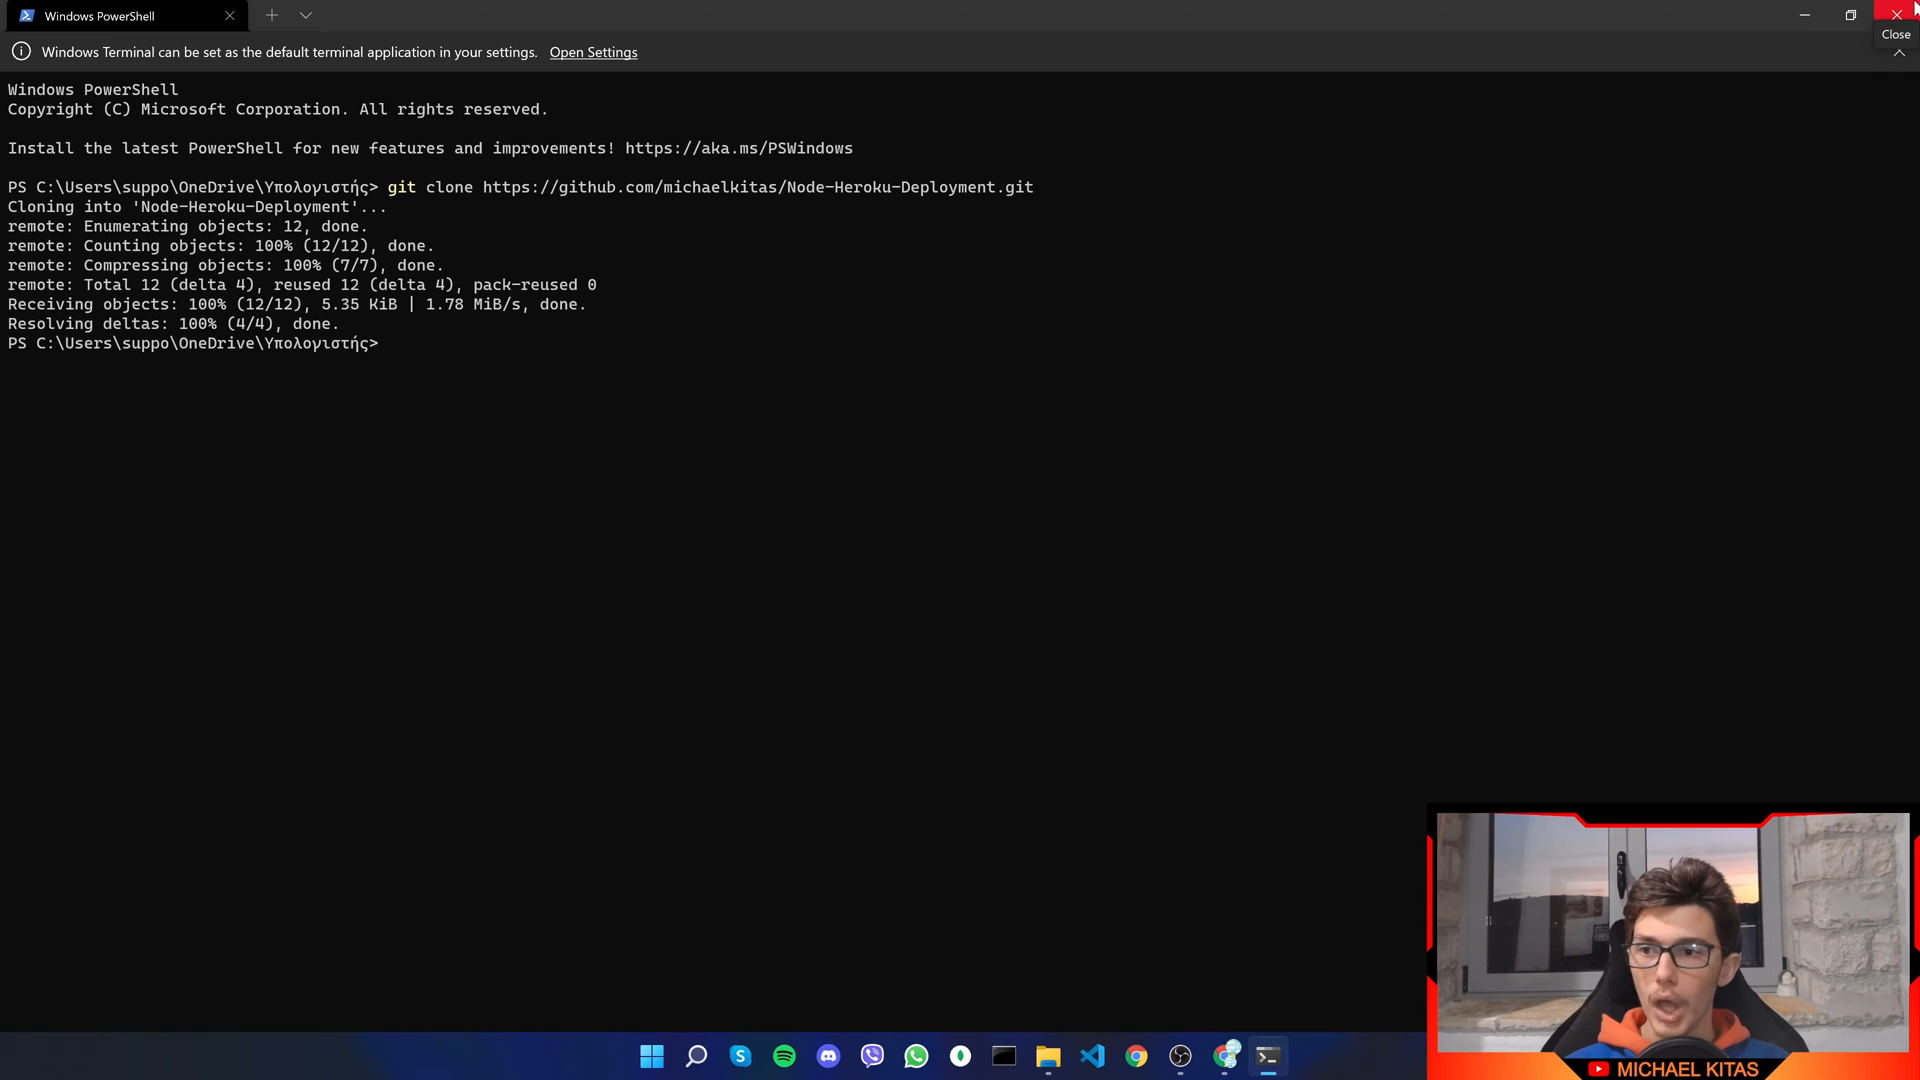 Windows PowerShell
Windows Terminal can be set as the default terminal application in your settings. Open Settings
Close
Windows PowerShell
Copyright (C) Microsoft Corporation. All rights reserved.
Install the latest PowerShell for new features and improvements! https://aka.ms/PSWindows
PS C:\Users\suppo\OneDrive\Υπολογιστής> git clone https://github.com/michaelkitas/Node-Heroku-Deployment.git
Cloning into 'Node-Heroku-Deployment'...
remote: Enumerating objects: 12, done.
remote: Counting objects: 100% (12/12), done.
remote: Compressing objects: 100% (7/7), done.
remote: Total 12 (delta 4), reused 12 (delta 4), pack-reused 0
Receiving objects: 100% (12/12), 5.35 KiB | 1.78 MiB/s, done.
Resolving deltas: 100% (4/4), done.
PS C:\Users\suppo\OneDrive\Υπολογιστής>
MICHAEL KITAS